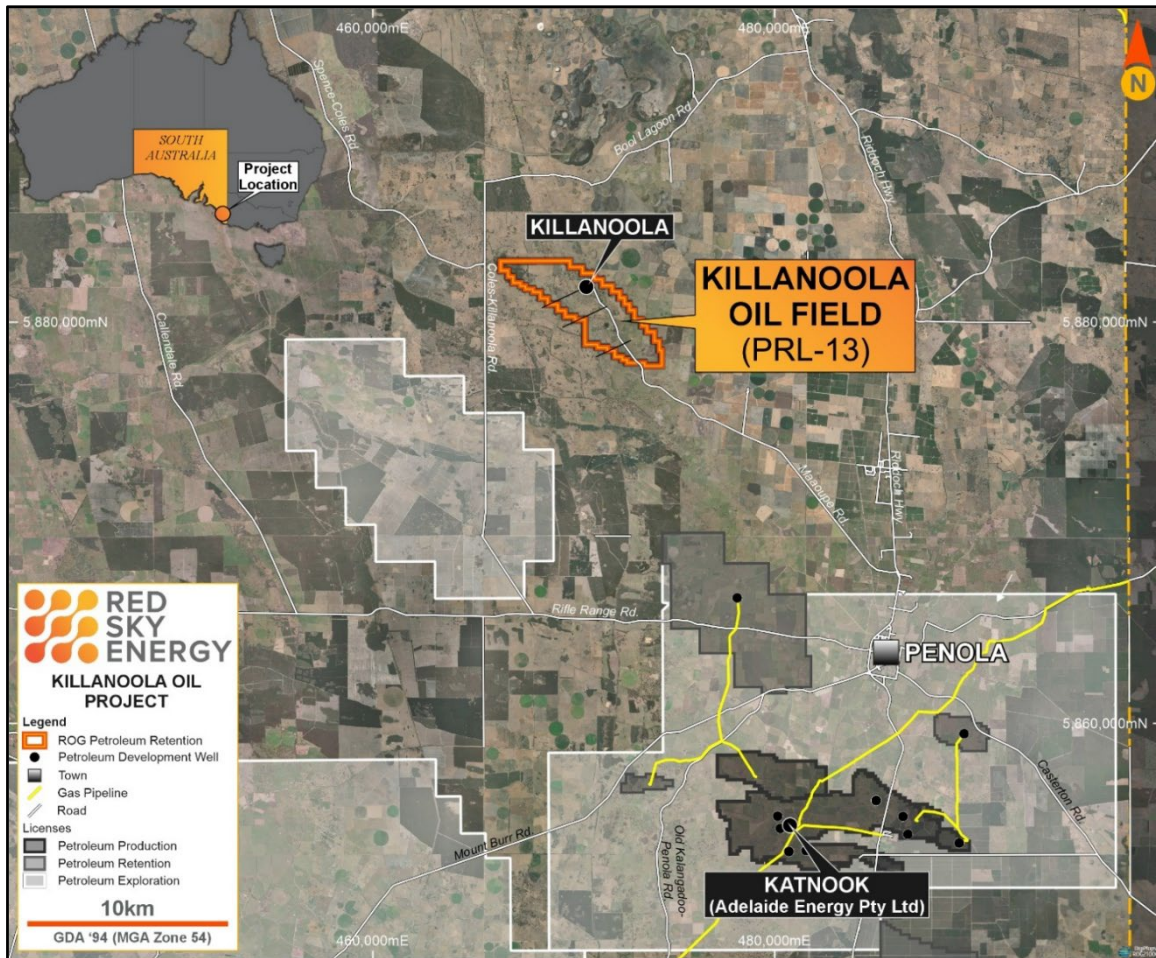 460,000mE
480,000mE
N
Spence-Coles Rd
Bool Lagoon Rd
Riddoch Hwy
SOUTH
AUSTRALIA
Project
Location
KILLANOOLA
Coles-Killanoola Rd.
KILLANOOLA
OIL FIELD
(PRL-13)
5,880,000mN
5,880,000mN
Callendale Rd.
Riddoch Hwy
Maaoupe Rd.
Rifle Range Rd.
PENOLA
5,860,000mN
Casterton Rd.
Mount Burr Rd.
Old Kalangadoo-
Penola Rd
KATNOOK
(Adelaide Energy Pty Ltd)
RED
SKY
ENERGY
KILLANOOLA OIL
PROJECT
Legend
ROG Petroleum Retention
Petroleum Development Well
Town
Gas Pipeline
Road
Licenses
Petroleum Production
Petroleum Retention
Petroleum Exploration
10km
GDA '94 (MGA Zone 54)
460,000mE
480,000mE